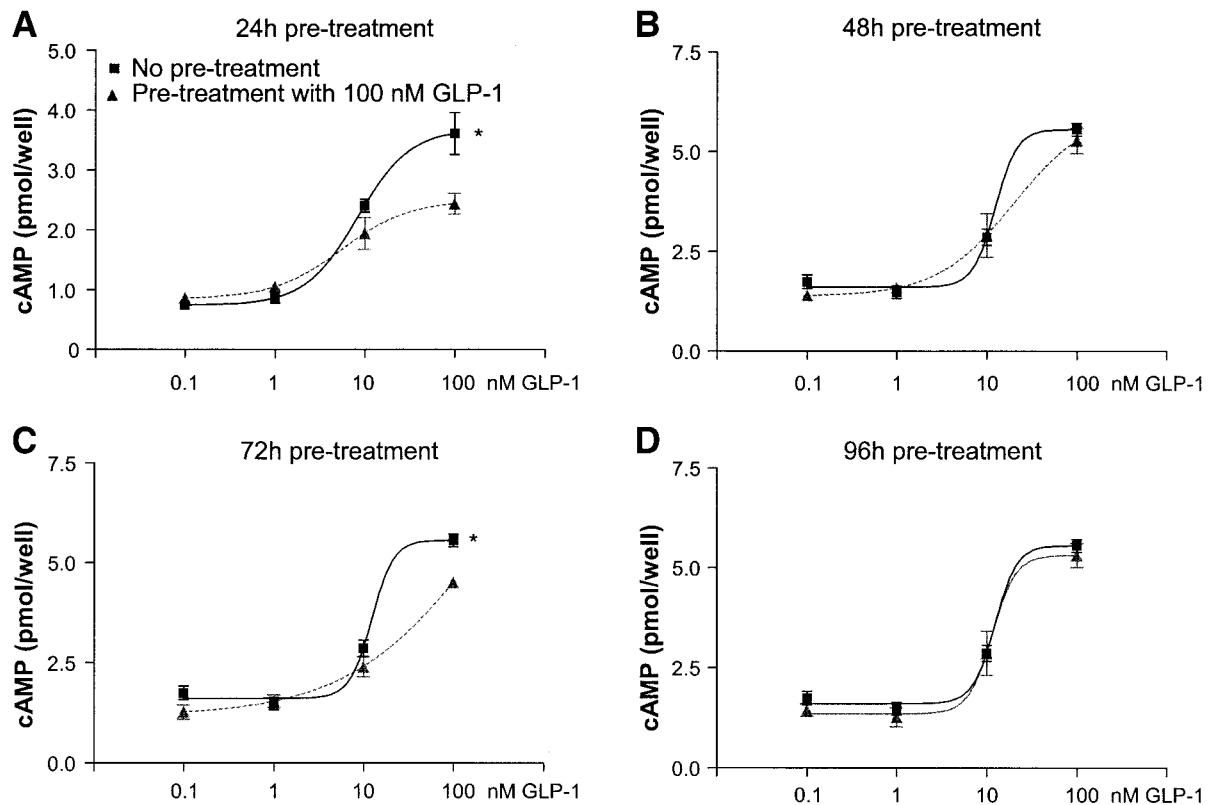 A
24h pre-treatment
cAMP (pmol/well)
5.0
4.0
3.0
2.0
1.0
0
■ No pre-treatment
▲ Pre-treatment with 100 nM GLP-1
*
0.1 1 10 100 nM GLP-1
B
48h pre-treatment
cAMP (pmol/well)
7.5
5.0
2.5
0.0
0.1 1 10 100 nM GLP-1
C
72h pre-treatment
cAMP (pmol/well)
7.5
5.0
2.5
0.0
*
0.1 1 10 100 nM GLP-1
D
96h pre-treatment
cAMP (pmol/well)
7.5
5.0
2.5
0.0
0.1 1 10 100 nM GLP-1